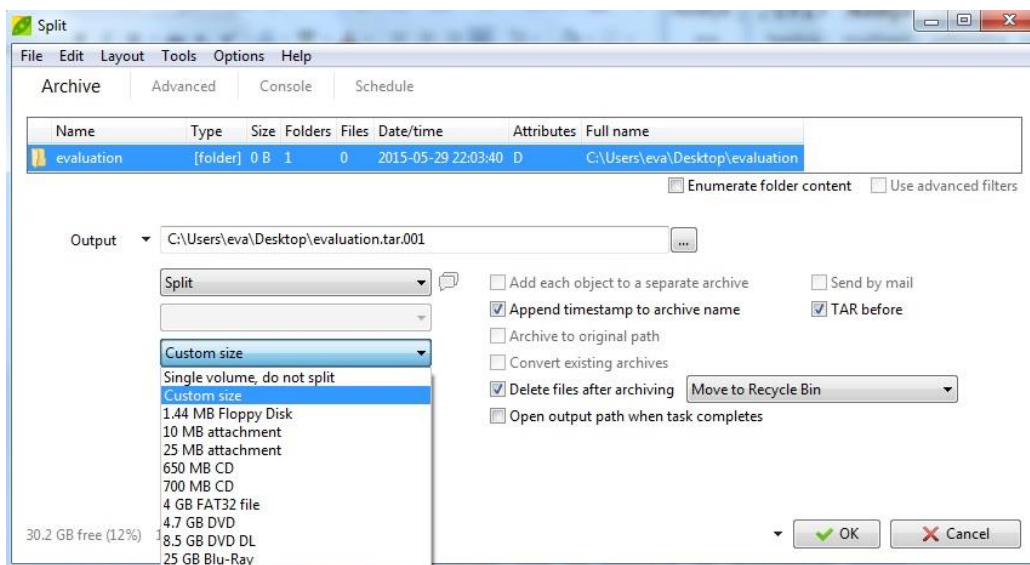 Split
File Edit Layout Tools Options Help
Archive Advanced Console Schedule
Name Type Size Folders Files Date/time Attributes Full name
evaluation [folder] 0 B 1 0 2015-05-29 22:03:40 D C:\Users\eva\Desktop\evaluation
Enumerate folder content Use advanced filters
Output C:\Users\eva\Desktop\evaluation.tar.001 ...
Split Add each object to a separate archive Send by mail
Append timestamp to archive name TAR before
Archive to original path
Custom size Convert existing archives
Single volume, do not split
Custom size Delete files after archiving Move to Recycle Bin
1.44 MB Floppy Disk Open output path when task completes
10 MB attachment
25 MB attachment
650 MB CD
700 MB CD
4 GB FAT32 file
4.7 GB DVD
30.2 GB free (12%) 8.5 GB DVD DL OK Cancel
25 GB Blu-Ray